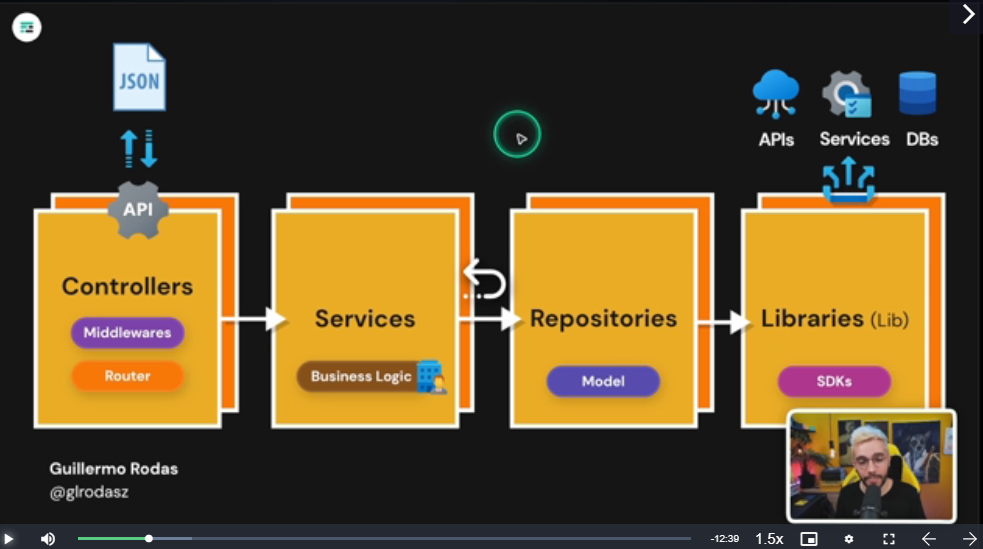 JSON
API
Controllers
Middlewares
Router
Services
Business Logic
Repositories
Model
APIs
Services
DBs
Libraries (Lib)
SDKs
Guillermo Rodas
@glrodasz
-12:39
1.5x